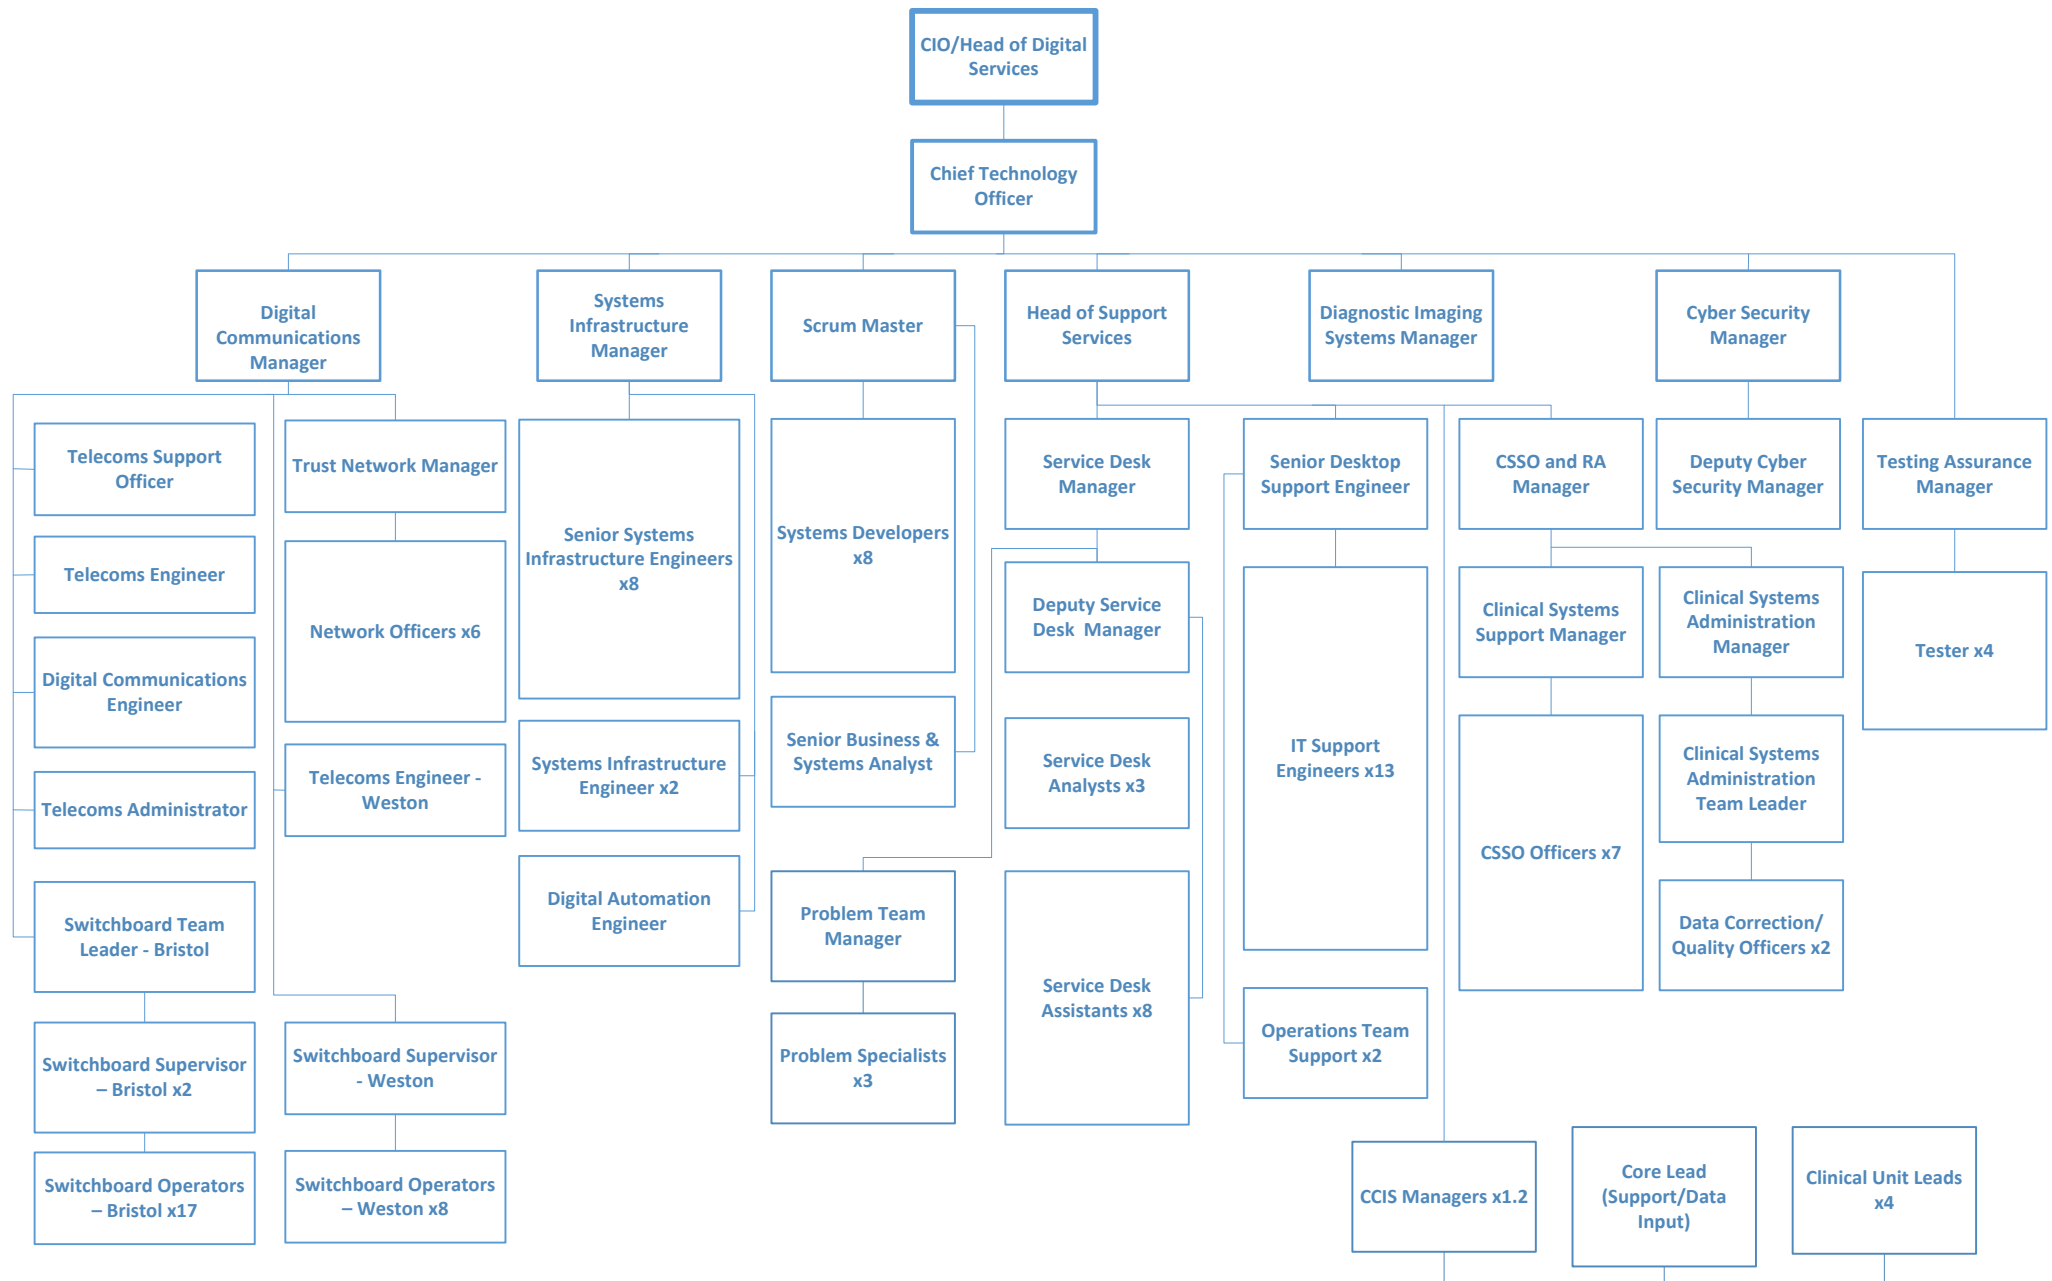 CIO/Head of Digital
Services
Chief Technology
Officer
Digital
Communications
Manager
Systems
Infrastructure
Manager
Scrum Master
Head of Support
Services
Diagnostic Imaging
Systems Manager
Cyber Security
Manager
Telecoms Support
Officer
Trust Network Manager
Senior Systems
Infrastructure Engineers
x8
Systems Developers
x8
Service Desk
Manager
Senior Desktop
Support Engineer
CSSO and RA
Manager
Deputy Cyber
Security Manager
Testing Assurance
Manager
Telecoms Engineer
Network Officers x6
Deputy Service
Desk  Manager
Clinical Systems
Support Manager
Clinical Systems
Administration
Manager
Tester x4
Digital Communications
Engineer
Telecoms Engineer -
Weston
Systems Infrastructure
Engineer x2
Senior Business &
Systems Analyst
Service Desk
Analysts x3
IT Support
Engineers x13
Clinical Systems
Administration
Team Leader
Telecoms Administrator
CSSO Officers x7
Switchboard Team
Leader - Bristol
Digital Automation
Engineer
Problem Team
Manager
Service Desk
Assistants x8
Data Correction/
Quality Officers x2
Switchboard Supervisor
– Bristol x2
Switchboard Supervisor
- Weston
Problem Specialists
x3
Operations Team
Support x2
Switchboard Operators
– Bristol x17
Switchboard Operators
– Weston x8
CCIS Managers x1.2
Core Lead
(Support/Data
Input)
Clinical Unit Leads
x4